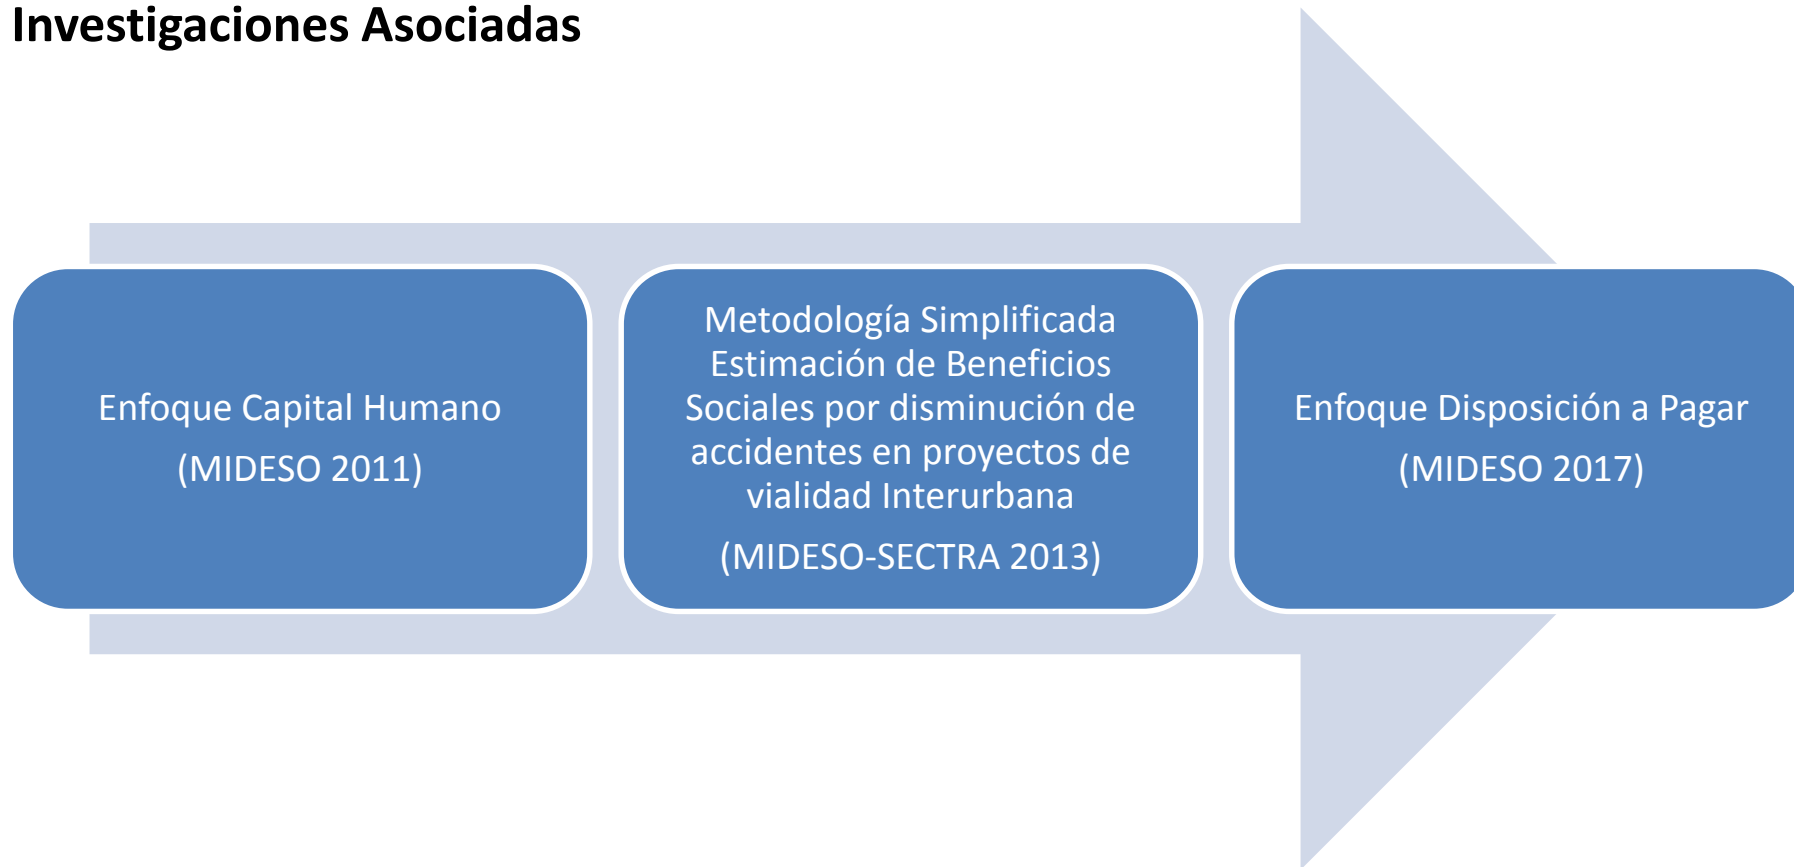 Investigaciones Asociadas
Enfoque Capital Humano
(MIDESO 2011)
Metodología Simplificada
Estimación de Beneficios
Sociales por disminución de
accidentes en proyectos de
vialidad Interurbana
(MIDESO-SECTRA 2013)
Enfoque Disposición a Pagar
(MIDESO 2017)